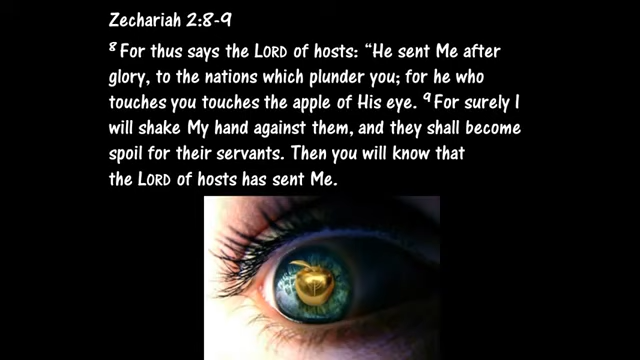 Zechariah 2:8-9
8 For thus says the LORD of hosts: “He sent Me after
glory, to the nations which plunder you; for he who
touches you touches the apple of His eye. 9 For surely I
will shake My hand against them, and they shall become
spoil for their servants. Then you will know that
the LORD of hosts has sent Me.